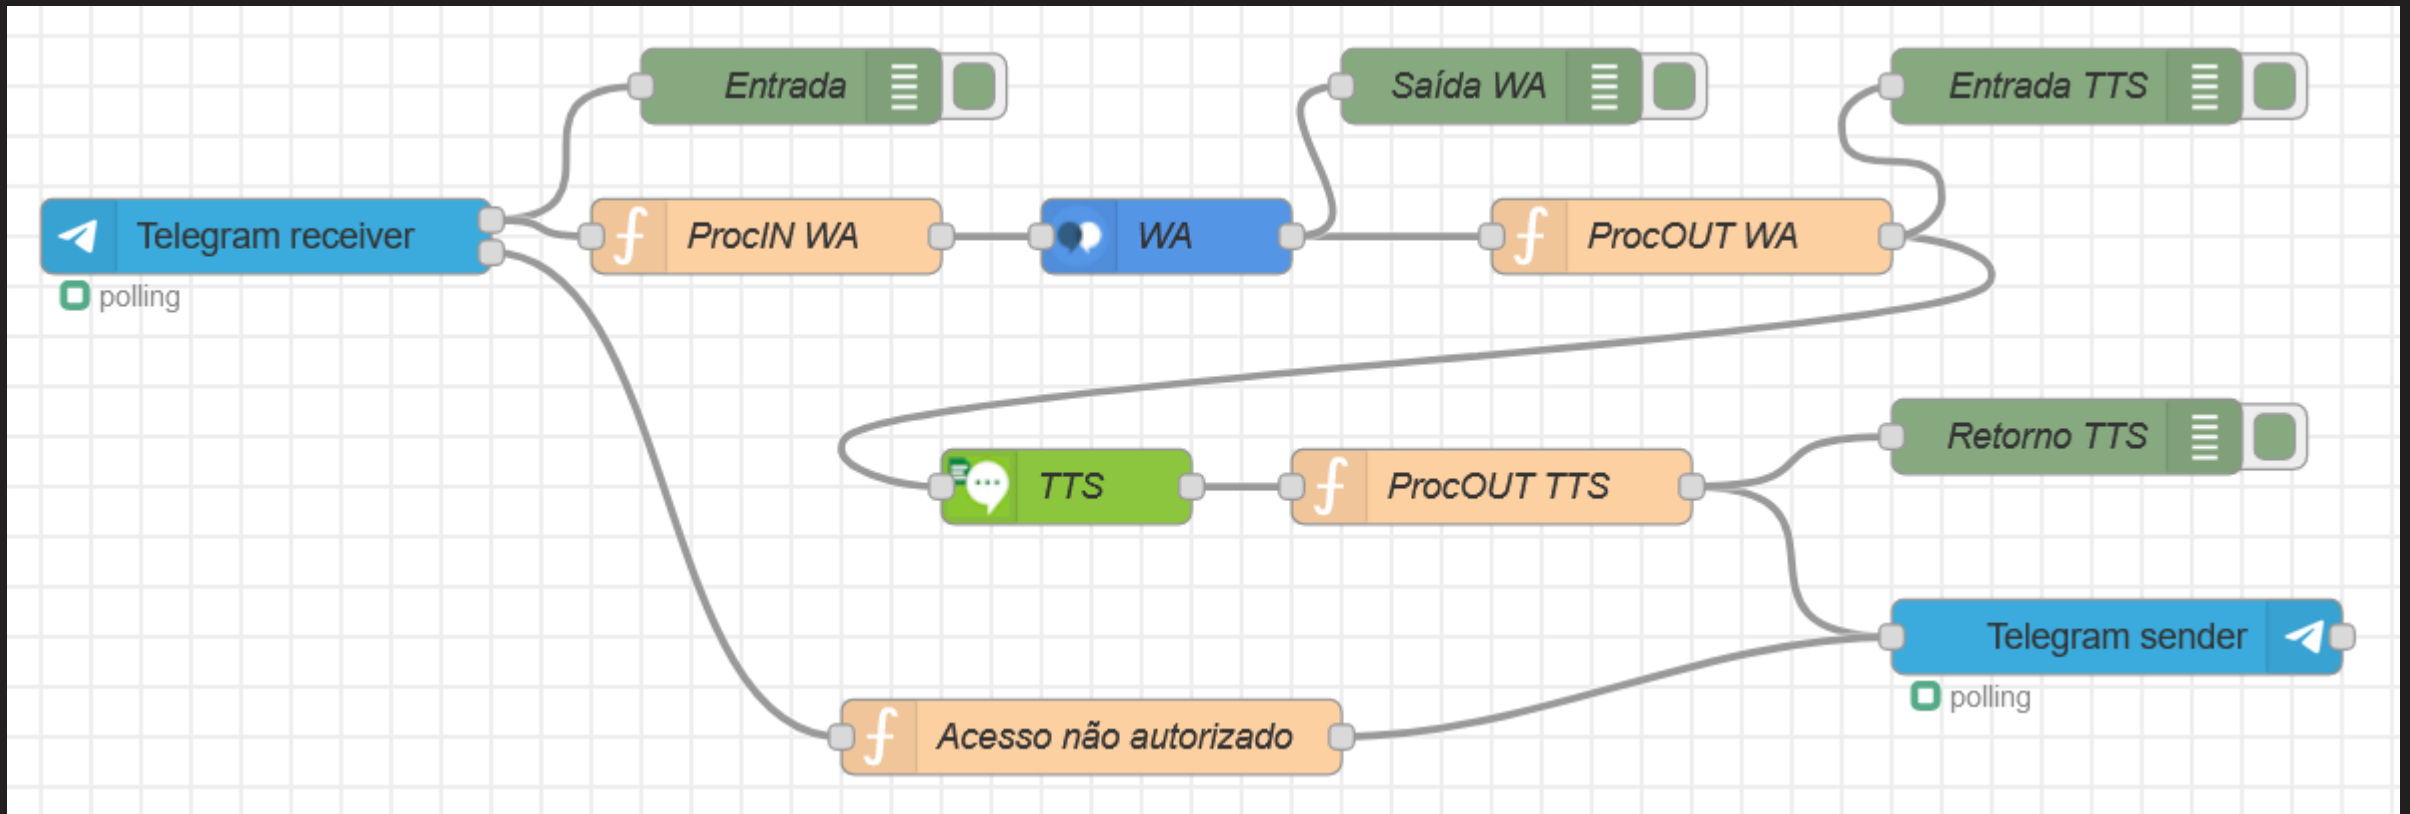 Entrada
Saída WA
Entrada TTS
Telegram receiver
ProcIN WA
WA
ProcOUT WA
polling
TTS
ProcOUT TTS
Retorno TTS
Telegram sender
polling
Acesso não autorizado